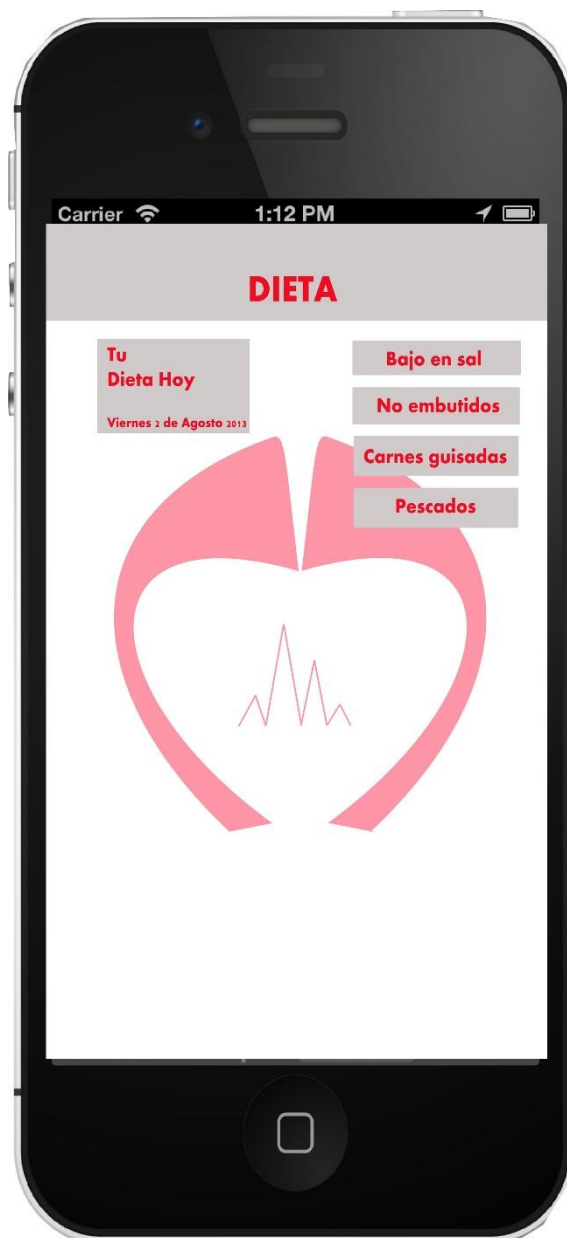 Carrier 1:12 PM
DIETA
Tu
Dieta Hoy
Viernes 2 de Agosto 2013
Bajo en sal
No embutidos
Carnes guisadas
Pescados